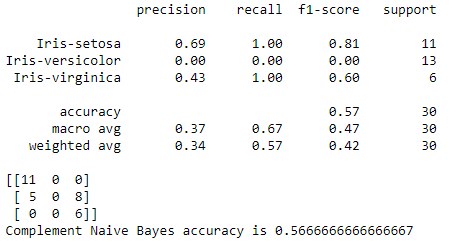 precision recall f1-score support
Iris-setosa 0.69 1.00 0.81 11
Iris-versicolor 0.00 0.00 0.00 13
Iris-virginica 0.43 1.00 0.60 6
accuracy 0.57 30
macro avg 0.37 0.67 0.47 30
weighted avg 0.34 0.57 0.42 30
[[11 0 0]
[ 5 0 8]
[ 0 0 6]]
Complement Naive Bayes accuracy is 0.5666666666666667